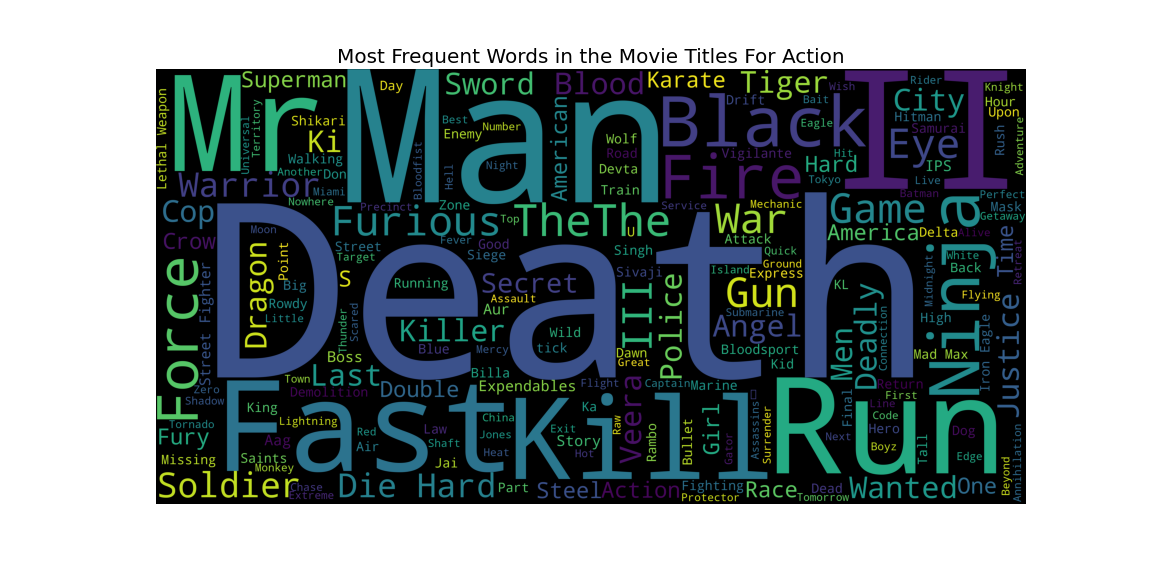 Most Frequent Words in the Movie Titles For Action
Lethal Weapon
Mr
Superman
Universal
Territory
Shikari
Ki
Walking
Another
Don
Man
Day
Sword
Best
Enemy
Number
Night
Hell
Bloodfist
American
Blood
Karate
Tiger
Wolf
Road
Devta
Train
Black
Drift
Bait
Wish
Eagle
Vigilante
Fire
Hard
Hit
Tokyo
II
City
Rider
Hitman
Samurai
Eye
IPS
Live
Batman
Knight
Hour
Upon
Rush
Adventure
Warrior
Miami
Nowhere
Cop
Crow
Precinct
Furious
Zone
Top
Fever
Good
Siege
Street
Target
TheThe
U
Service
Singh
War
Mechanic
Attack
Quick
Game
America
Delta
Alive
Perfect
Mask
Getaway
Time
Retreat
Ninja
White
Back
Midnight
Flying
Death
Moon
Dragon
Point
Big
Rowdy
Little
S
Running
Secret
Assault
Aur
Sivaji
III
Police
Island
Ground
Express
Gun
Submarine
Angel
Bloodsport
Kid
KL
Men
Deadly
Connection
High
Mad Max
Iron Eagle
Justice
Force
Street Fighter
Thunder
Scared
Killer
Blue
Mercy
Wild
tick
Dawn
Great
Boss
Last
Town
Demolition
Double
Billa
Expendables
Flight
Captain
Marine
Return
First
Zero
Shadow
Tornado
Fury
Missing
Soldier
Fast
King
Lightning
Aag
Saints
Monkey
Chase
Extreme
Red
Air
Law
Shaft
Jai
Die Hard
China
Jones
Heat
Part
Kill
Exit
Ka
Story
Hot
Raw
Veera
Rambo
Bullet
Girl
Gator
Assassins
Surrender
Steel
Action
Fighting
Protector
Run
Final
Next
Line
Code
Hero
Boyz
Tall
Dog
Edge
Beyond
Annihilation
Race
Dead
Tomorrow
Wanted
One